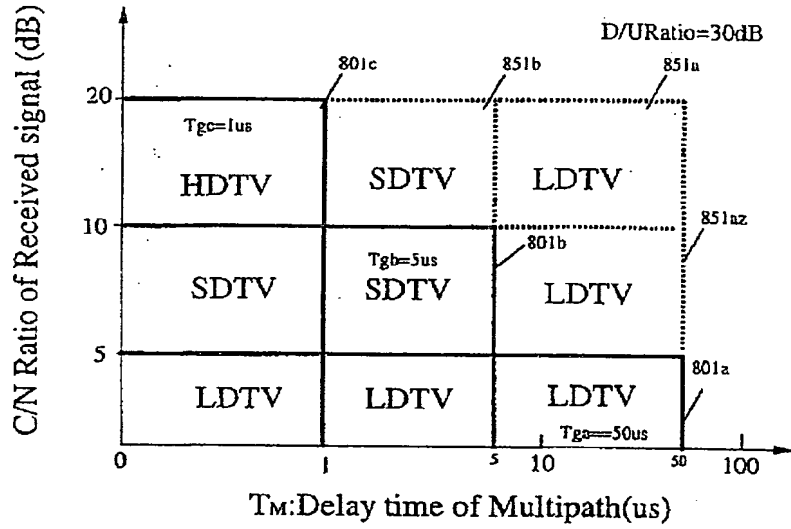 D/URatio=30dB
801c
851b
851a
20
Tgc=1us
HDTV
SDTV
LDTV
10
851az
Tgb=5us
801b
SDTV
SDTV
LDTV
5
801a
LDTV
LDTV
LDTV
Tga==50us
0
1
5
10
50
100
TM:Delay time of Multipath(us)
C/N Ratio of Received signal (dB)